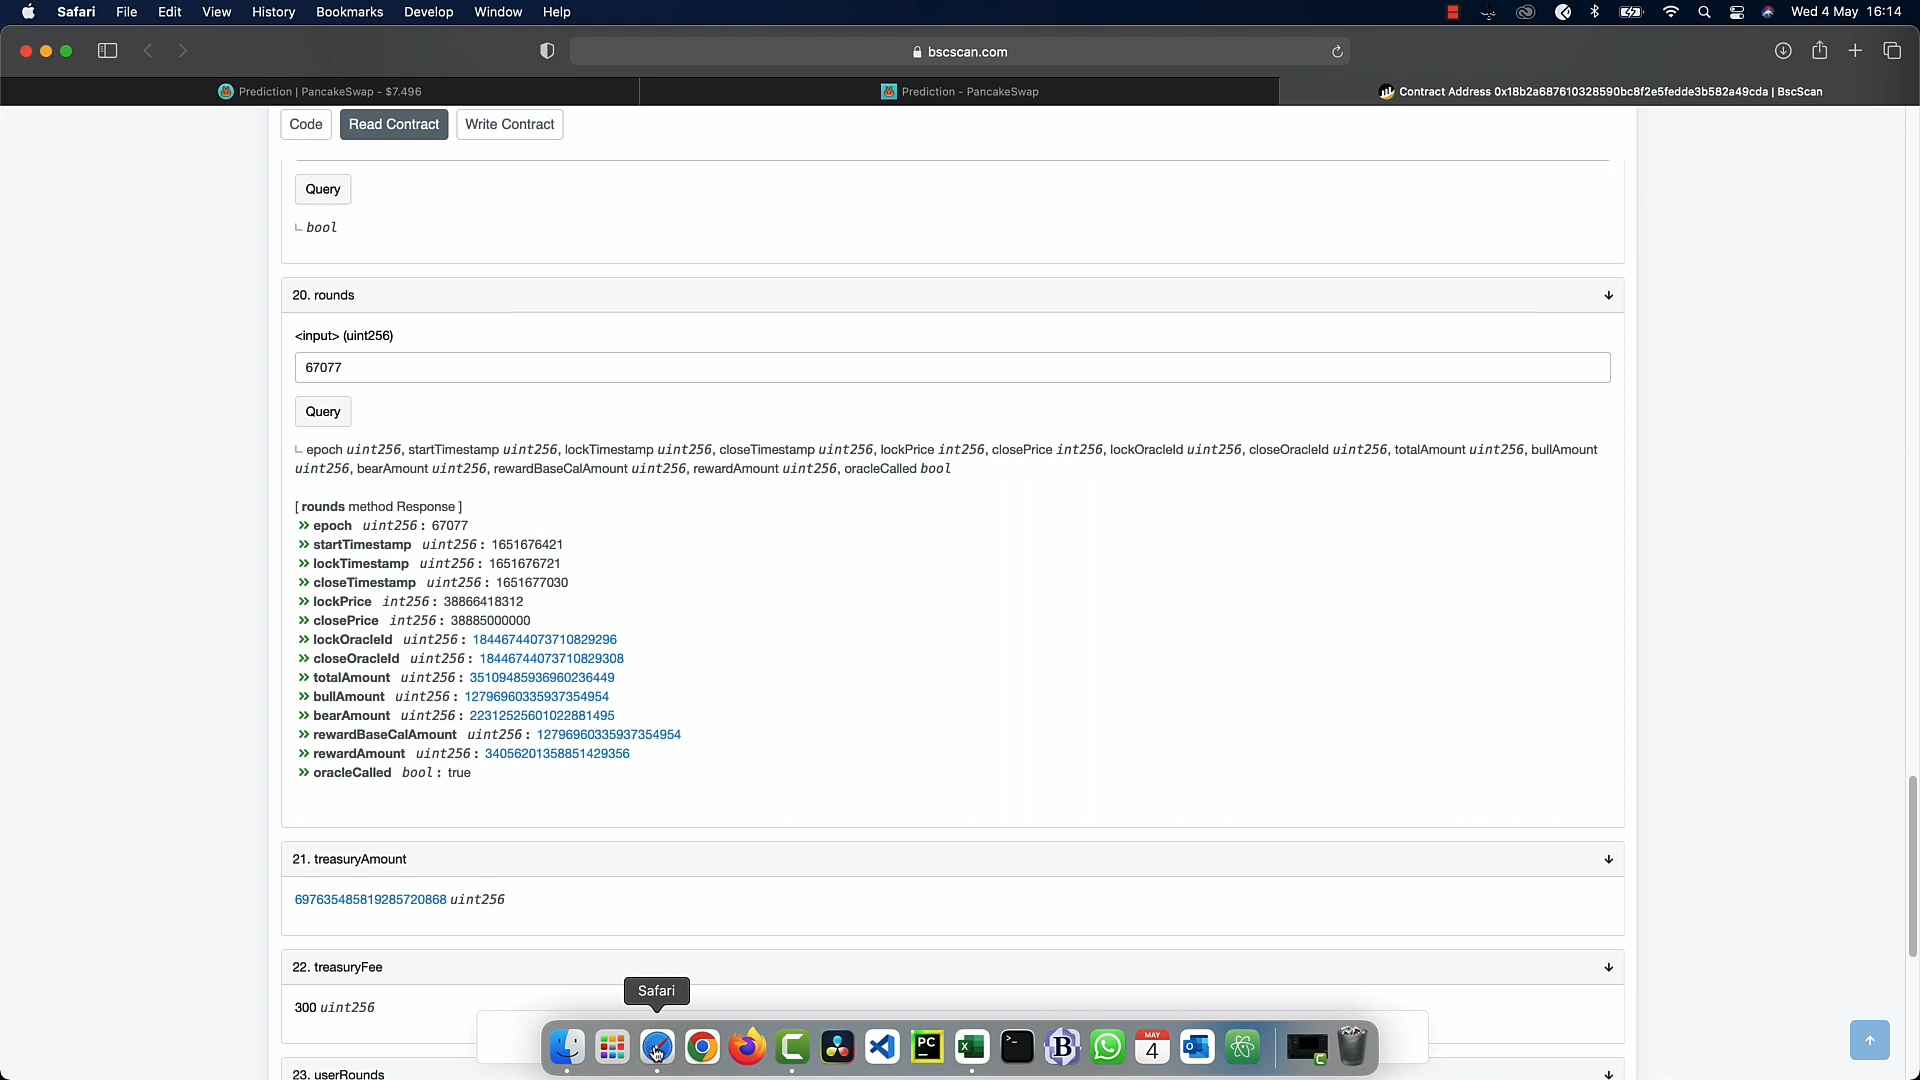 Safari File Edit View History Bookmarks Develop Window Help Wed 4 May 16:14
bscscan.com
Prediction | PancakeSwap - $7.496 Prediction - PancakeSwap Contract Address 0x18b2a687610328590bc8f2e5fedde3b582a49cda | BscScan
Code Read Contract Write Contract
Query
bool
20. rounds
<input> (uint256)
67077
Query
epoch uint256, startTimestamp uint256, lockTimestamp uint256, closeTimestamp uint256, lockPrice int256, closePrice int256, lockOracleId uint256, closeOracleId uint256, totalAmount uint256, bullAmount
uint256, bearAmount uint256, rewardBaseCalAmount uint256, rewardAmount uint256, oracleCalled bool
[ rounds method Response ]
>> epoch uint256 : 67077
>> startTimestamp uint256 : 1651676421
>> lockTimestamp uint256 : 1651676721
>> closeTimestamp uint256 : 1651677030
>> lockPrice int256 : 38866418312
>> closePrice int256 : 38885000000
>> lockOracleId uint256 : 18446744073710829296
>> closeOracleId uint256 : 18446744073710829308
>> totalAmount uint256 : 35109485936960236449
>> bullAmount uint256 : 12796960335937354954
>> bearAmount uint256 : 22312525601022881495
>> rewardBaseCalAmount uint256 : 12796960335937354954
>> rewardAmount uint256 : 34056201358851429356
>> oracleCalled bool : true
21. treasuryAmount
697635485819285720868 uint256
22. treasuryFee
300 uint256
Safari
PC
MAY
4
23. userRounds